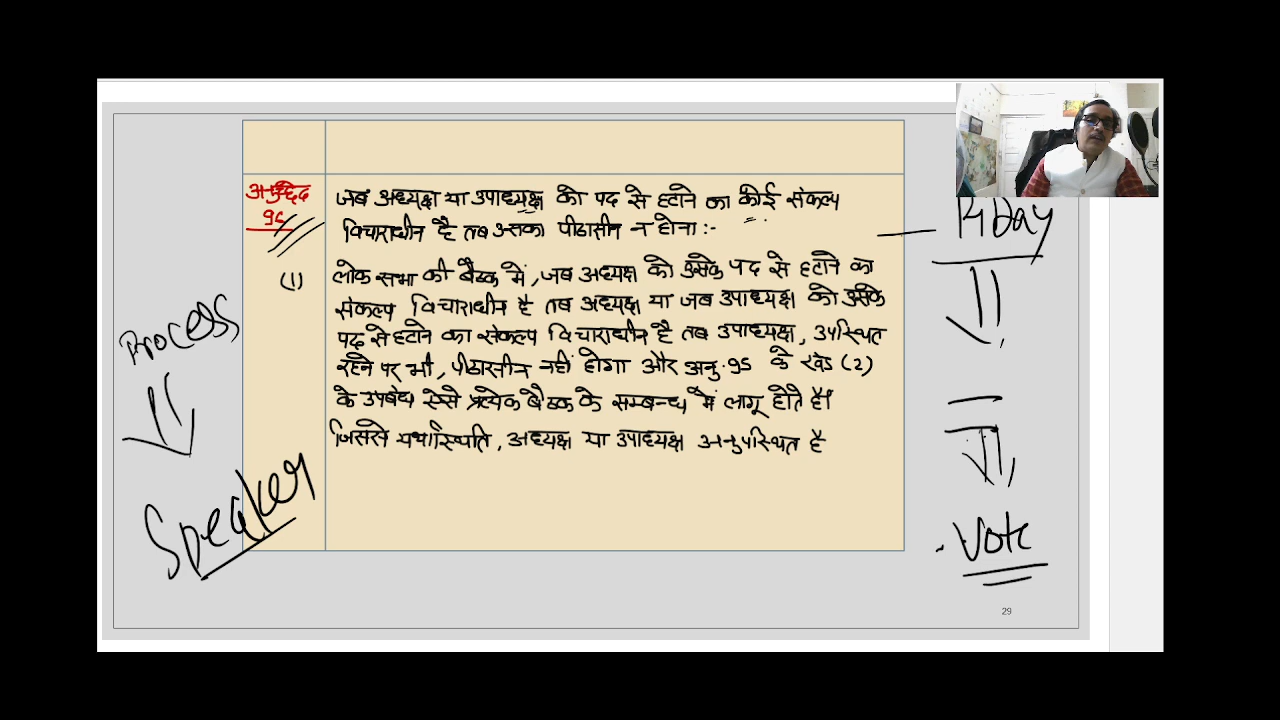 अनुच्छेद
96
जब अध्यक्ष या उपाध्यक्ष को पद से हटाने का कोई संकल्प
विचाराधीन है तब उसका पीठासीन न होना :-
(1)
लोक सभा की बैठक में, जब अध्यक्ष को उसके पद से हटाने का
संकल्प विचाराधीन है तब अध्यक्ष या जब उपाध्यक्ष को उसके
पद से हटाने का संकल्प विचाराधीन है तब उपाध्यक्ष, उपस्थित
रहने पर भी, पीठासीन नहीं होगा और अनु. 95 के खंड (2)
के उपबंध ऐसे प्रत्येक बैठक के सम्बन्ध में लागू होते है।
जिससे यथास्थिति, अध्यक्ष या उपाध्यक्ष अनुपस्थित है
Process
Speaker
14 Day
Vote
29